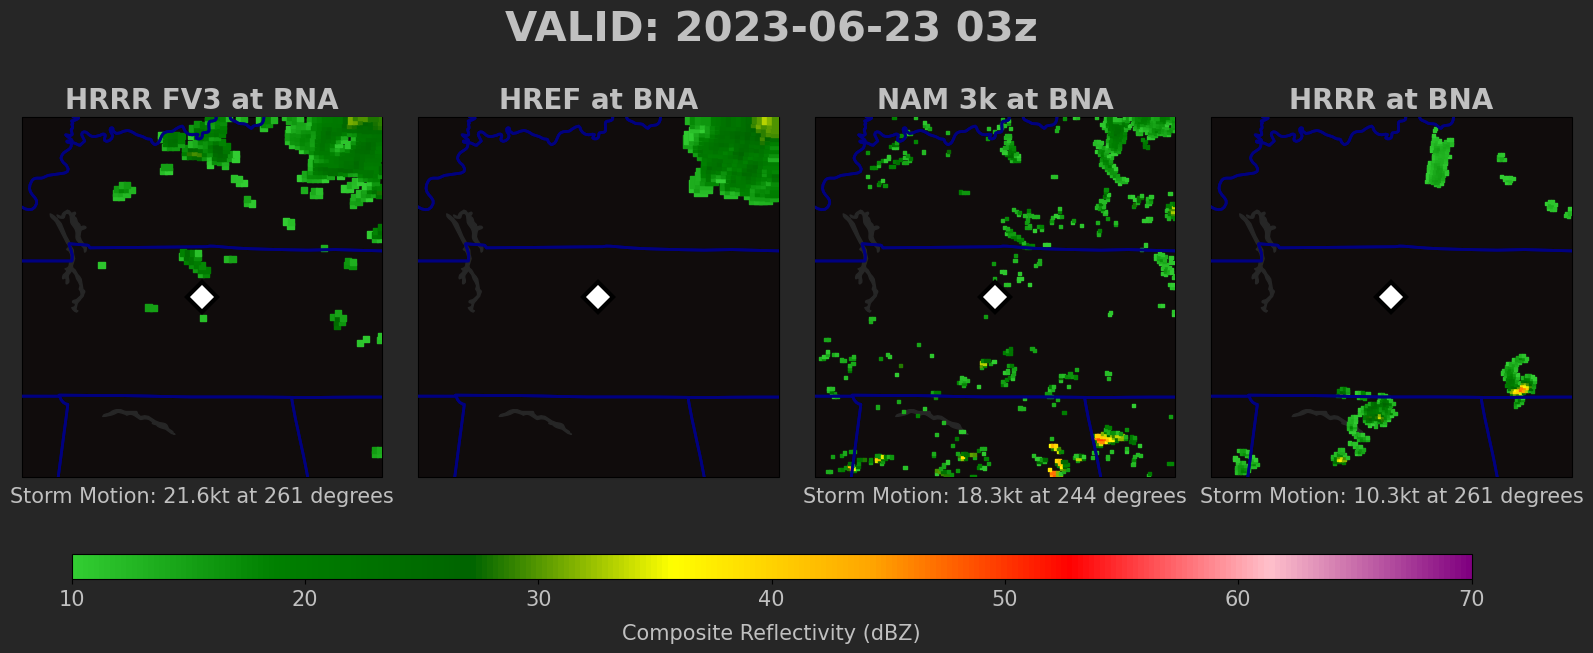 VALID: 2023-06-23 03z
HRRR FV3 at BNA
HREF at BNA
NAM 3k at BNA
HRRR at BNA
Storm Motion: 21.6kt at 261 degrees
Storm Motion: 18.3kt at 244 degrees
Storm Motion: 10.3kt at 261 degrees
10 20 30 40 50 60 70
Composite Reflectivity (dBZ)